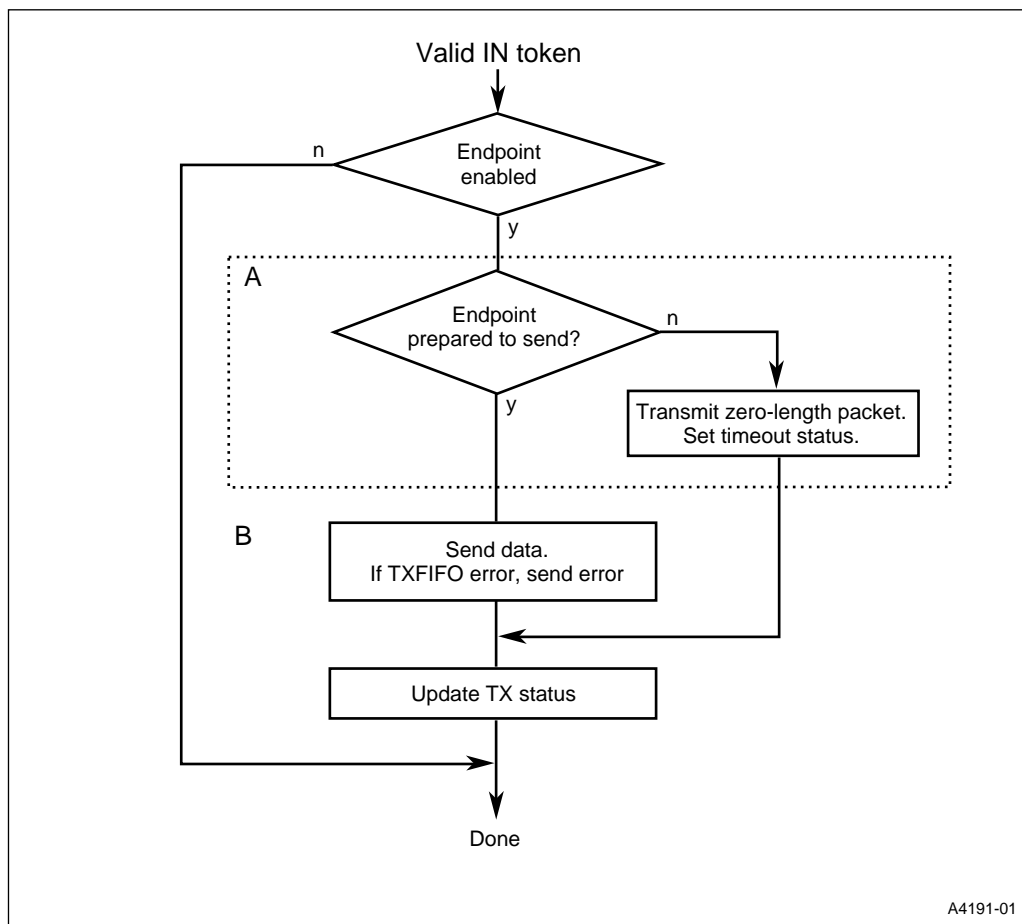 Valid IN token
n
Endpoint
enabled
y
A
Endpoint
prepared to send?
n
y
Transmit zero-length packet.
Set timeout status.
B
Send data.
If TXFIFO error, send error
Update TX status
Done
A4191-01